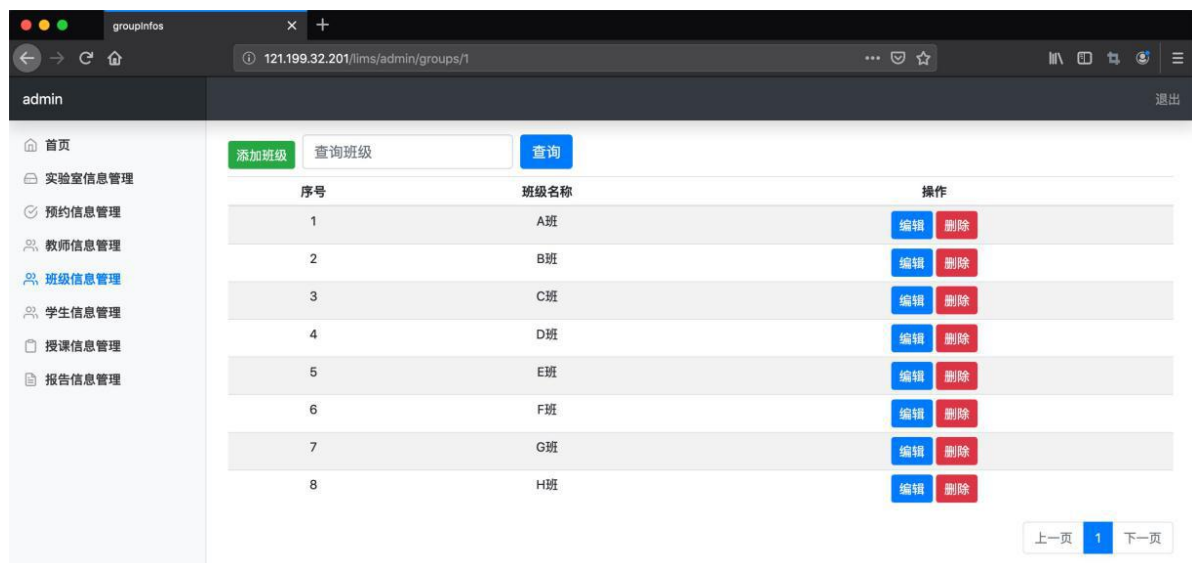 groupInfos
121.199.32.201/lims/admin/groups/1
admin
退出
首页
实验室信息管理
预约信息管理
教师信息管理
班级信息管理
学生信息管理
授课信息管理
报告信息管理
添加班级 查询班级 查询
序号 班级名称 操作
1 A班 编辑 删除
2 B班 编辑 删除
3 C班 编辑 删除
4 D班 编辑 删除
5 E班 编辑 删除
6 F班 编辑 删除
7 G班 编辑 删除
8 H班 编辑 删除
上一页 1 下一页